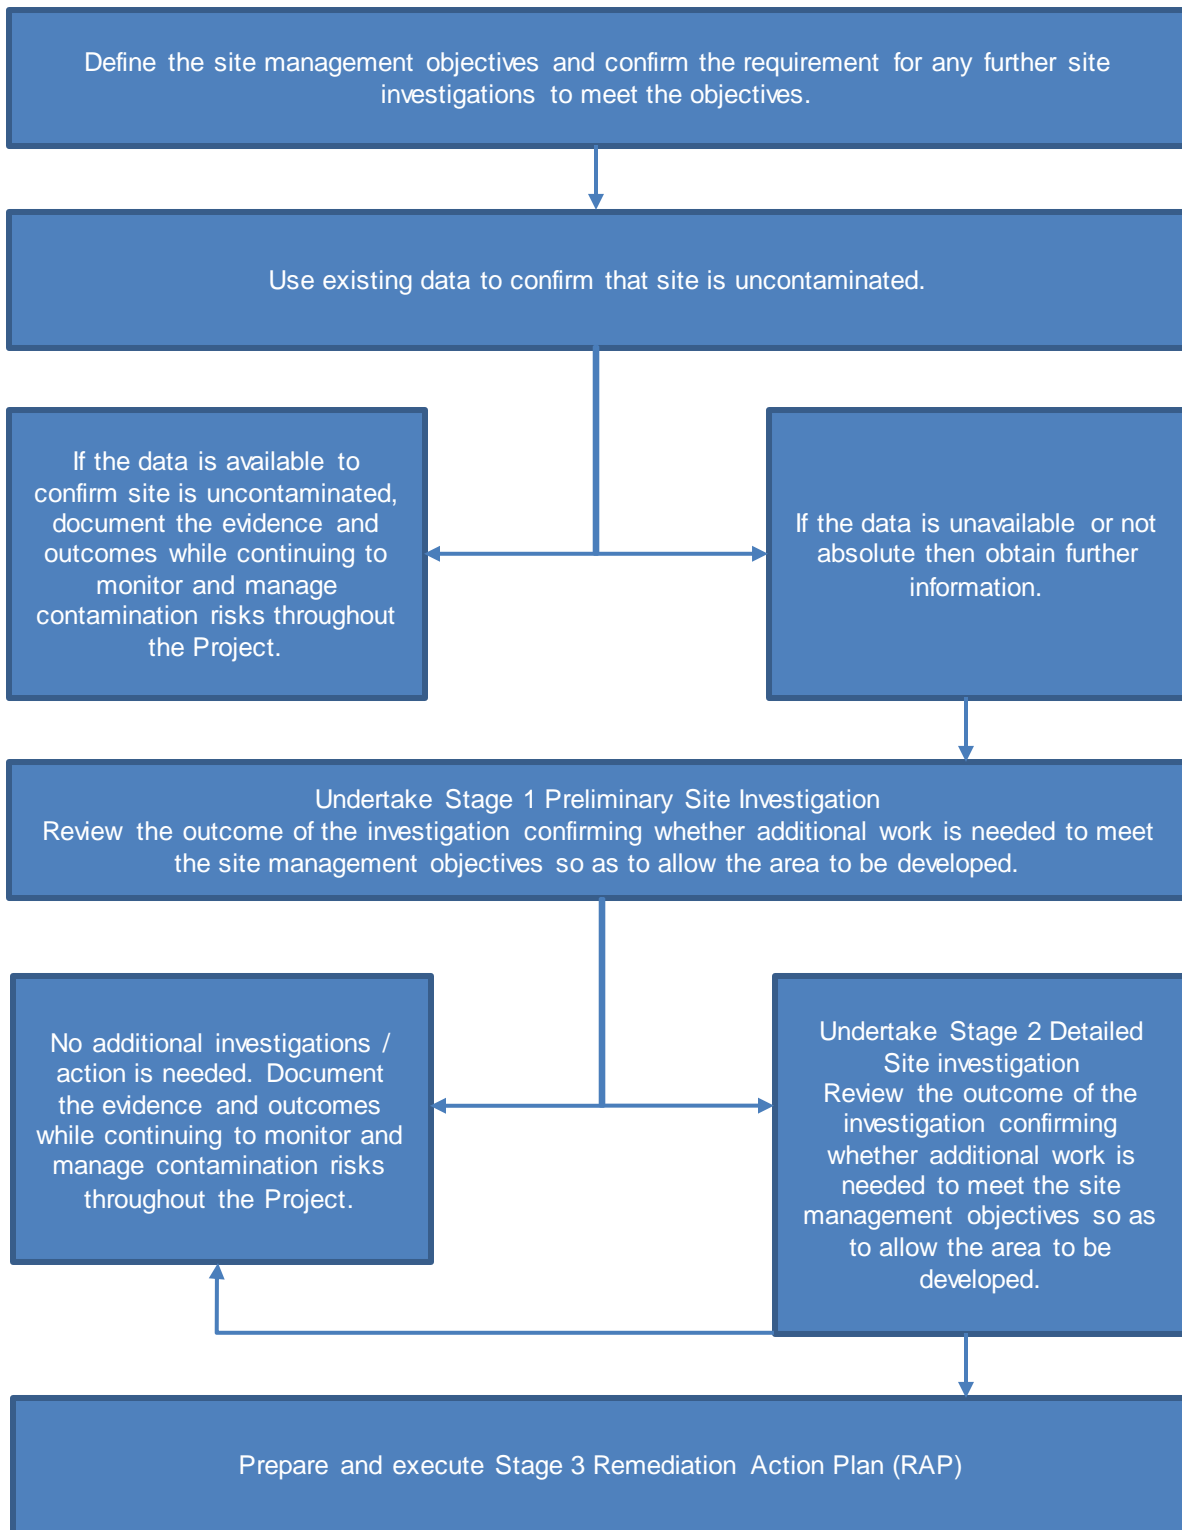 Define the site management objectives and confirm the requirement for any further site
investigations to meet the objectives.
Use existing data to confirm that site is uncontaminated.
If the data is available to
confirm site is uncontaminated,
document the evidence and
outcomes while continuing to
monitor and manage
contamination risks throughout
the Project.
If the data is unavailable or not
absolute then obtain further
information.
Undertake Stage 1 Preliminary Site Investigation
Review the outcome of the investigation confirming whether additional work is needed to meet
the site management objectives so as to allow the area to be developed.
No additional investigations /
action is needed. Document
the evidence and outcomes
while continuing to monitor and
manage contamination risks
throughout the Project.
Undertake Stage 2 Detailed
Site investigation
Review the outcome of the
investigation confirming
whether additional work is
needed to meet the site
management objectives so as
to allow the area to be
developed.
Prepare and execute Stage 3 Remediation Action Plan (RAP)